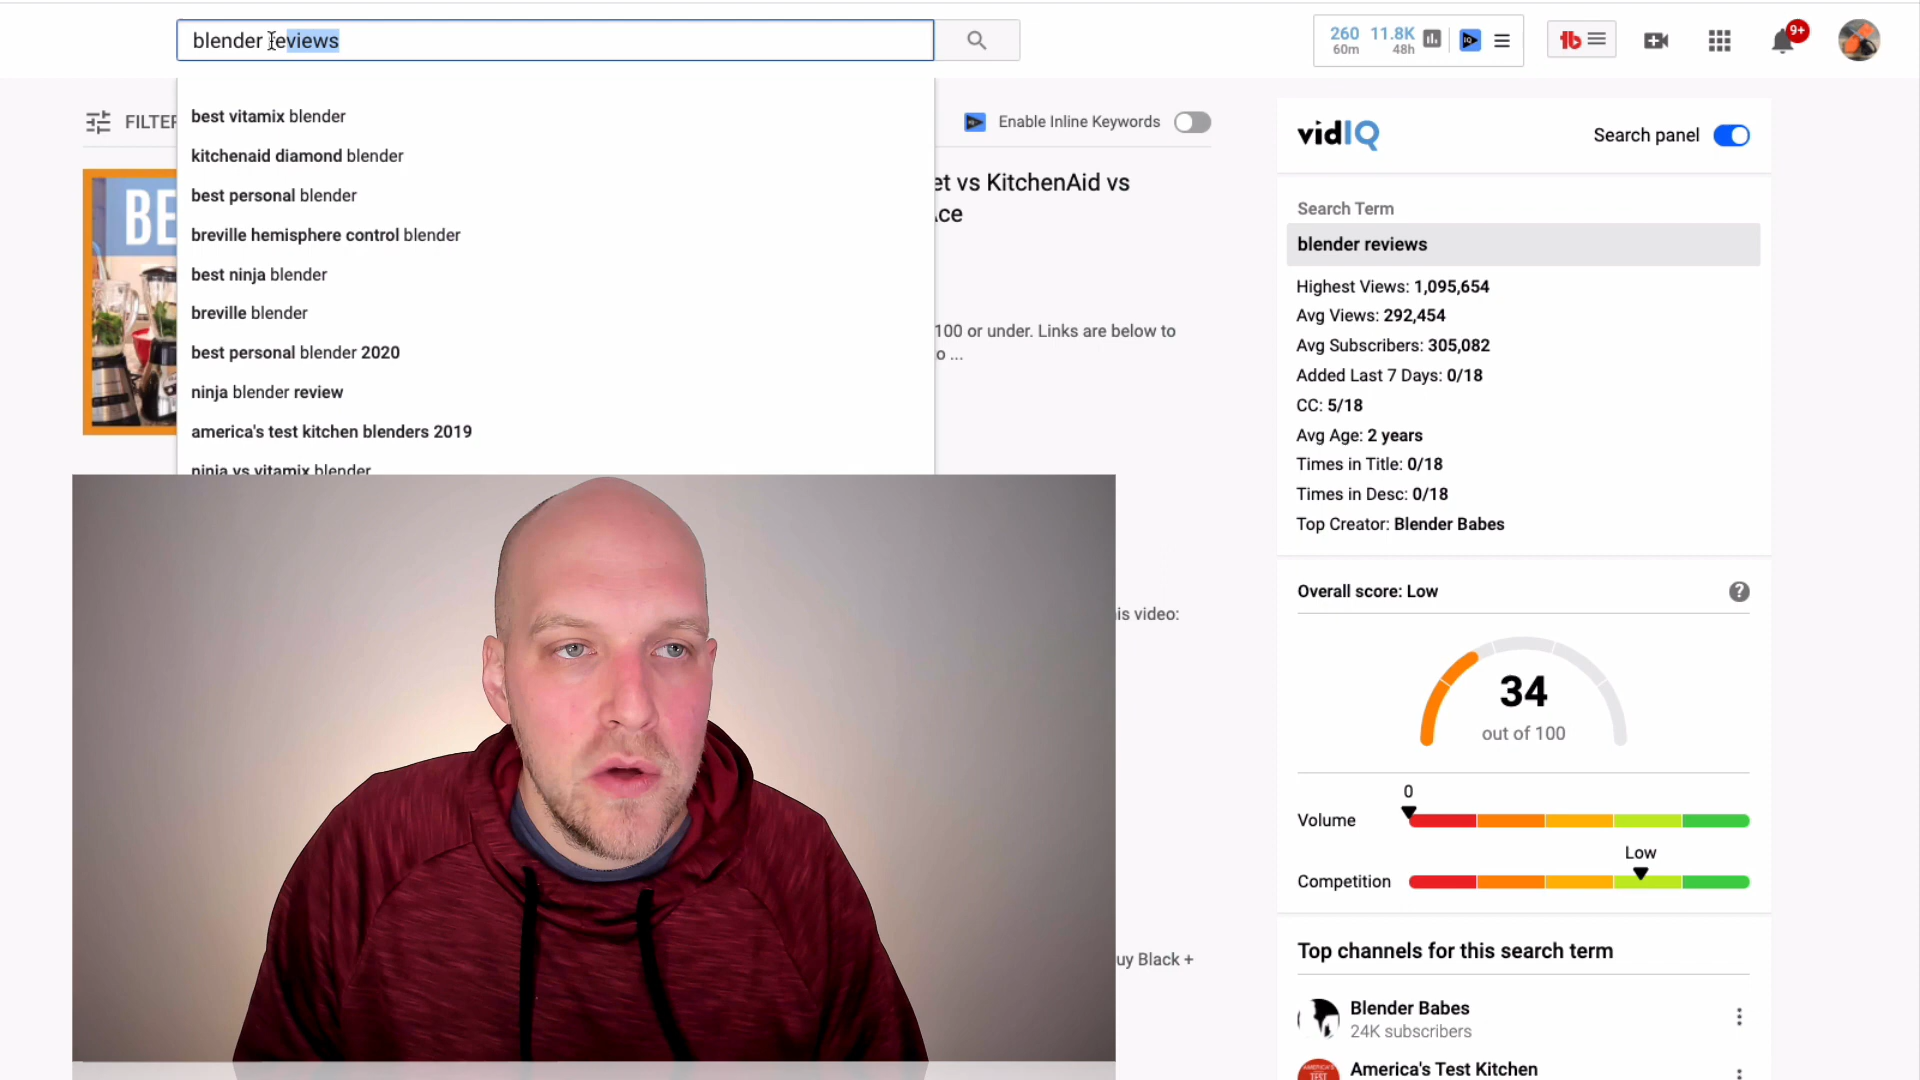 blender reviews
260 11.8K
60m 48h
9+
FILTER
Enable Inline Keywords
best vitamix blender
kitchenaid diamond blender
best personal blender
breville hemisphere control blender
best ninja blender
breville blender
best personal blender 2020
ninja blender review
america's test kitchen blenders 2019
ninja vs vitamix blender
BE
et vs KitchenAid vs
Ace
100 or under. Links are below to
o ...
is video:
uy Black +
vidIQ
Search panel
Search Term
blender reviews
Highest Views: 1,095,654
Avg Views: 292,454
Avg Subscribers: 305,082
Added Last 7 Days: 0/18
CC: 5/18
Avg Age: 2 years
Times in Title: 0/18
Times in Desc: 0/18
Top Creator: Blender Babes
Overall score: Low
?
34
out of 100
0
Volume
Low
Competition
Top channels for this search term
Blender Babes
24K subscribers
America's Test Kitchen